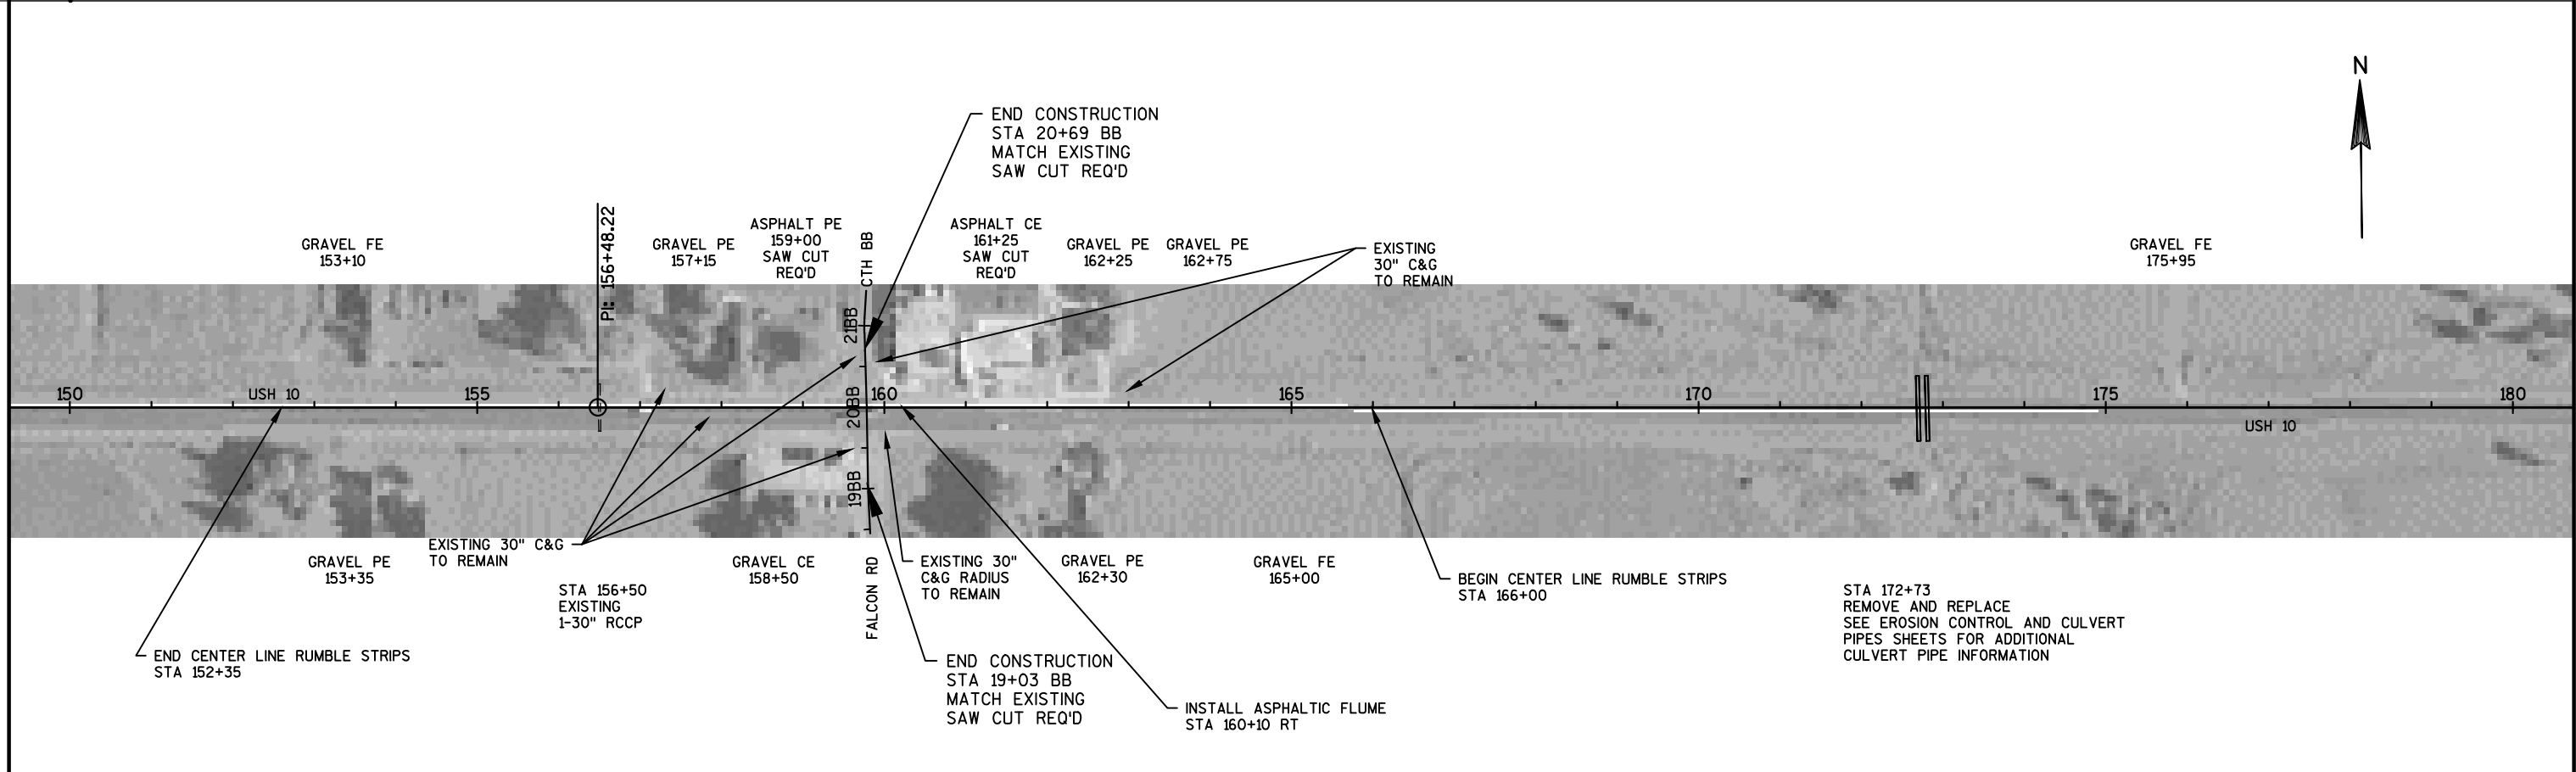 N
END CONSTRUCTION
STA 20+69 BB
MATCH EXISTING
SAW CUT REQ'D
GRAVEL FE
153+10
PI: 156+48.22
GRAVEL PE
157+15
ASPHALT PE
159+00
SAW CUT
REQ'D
CTH BB
ASPHALT CE
161+25
SAW CUT
REQ'D
GRAVEL PE
162+25
GRAVEL PE
162+75
EXISTING
30" C&G
TO REMAIN
GRAVEL FE
175+95
21BB
20BB
19BB
150
USH 10
155
160
165
170
175
180
USH 10
GRAVEL PE
153+35
EXISTING 30" C&G
TO REMAIN
STA 156+50
EXISTING
1-30" RCCP
GRAVEL CE
158+50
FALCON RD
EXISTING 30"
C&G RADIUS
TO REMAIN
GRAVEL PE
162+30
GRAVEL FE
165+00
BEGIN CENTER LINE RUMBLE STRIPS
STA 166+00
STA 172+73
REMOVE AND REPLACE
SEE EROSION CONTROL AND CULVERT
PIPES SHEETS FOR ADDITIONAL
CULVERT PIPE INFORMATION
END CENTER LINE RUMBLE STRIPS
STA 152+35
END CONSTRUCTION
STA 19+03 BB
MATCH EXISTING
SAW CUT REQ'D
INSTALL ASPHALTIC FLUME
STA 160+10 RT